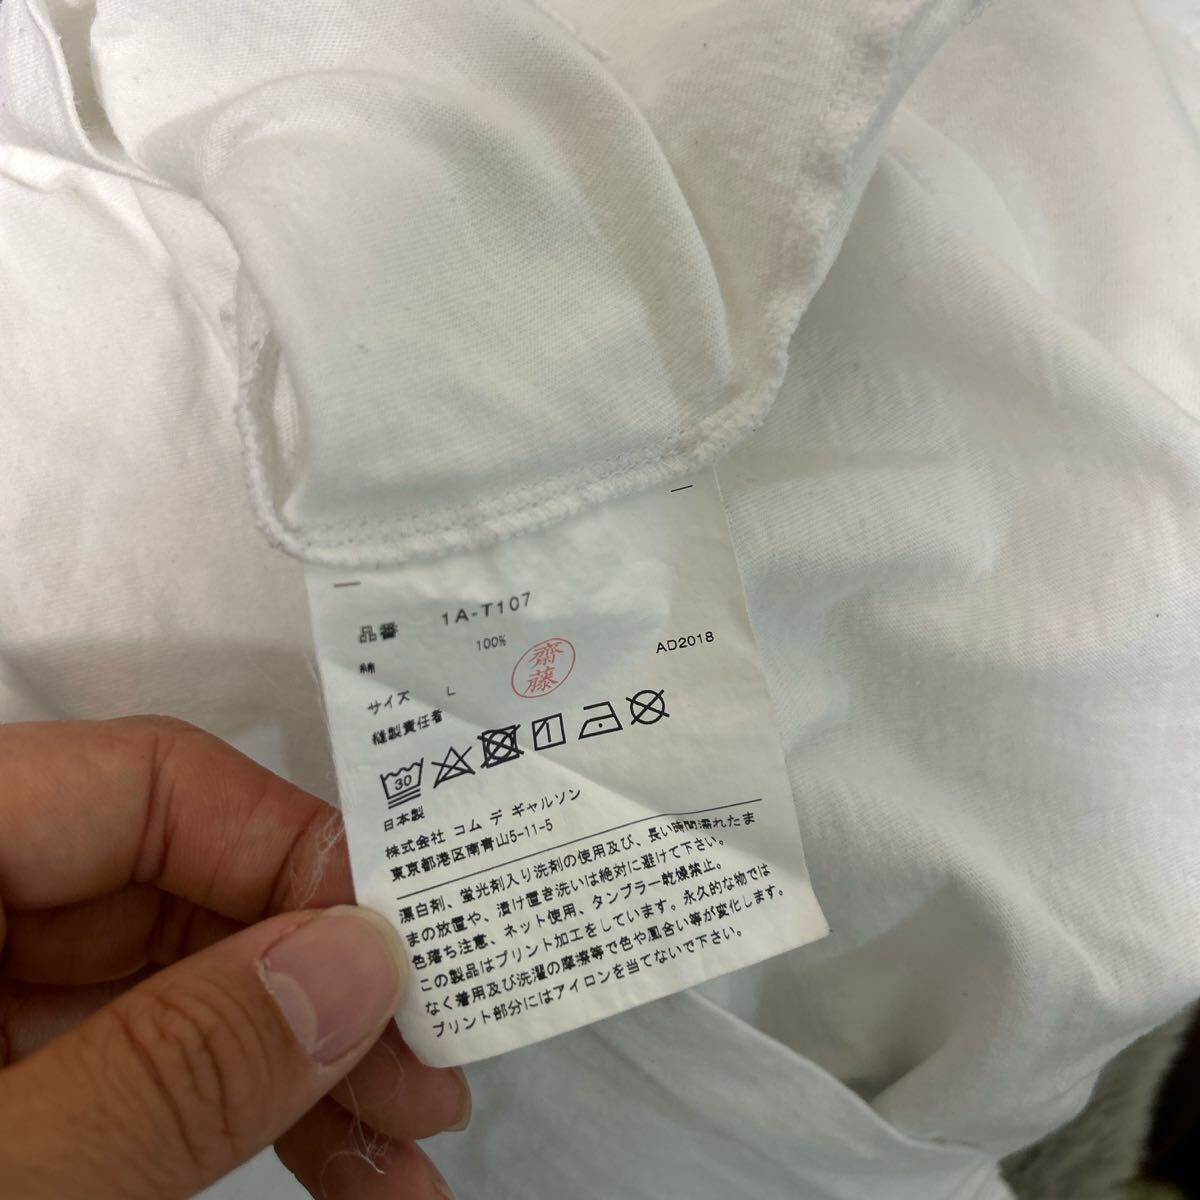 品番 1A-T107
綿 100%
サイズ L
縫製責任者
齋藤
AD2018
30
日本製
株式会社 コム デ ギャルソン
東京都港区南青山5-11-5
漂白剤、蛍光剤入り洗剤の使用及び、長い時間濡れたま
まの放置や、漬け置き洗いは絶対に避けて下さい。
色落ち注意、ネット使用、タンブラー乾燥禁止。
この製品はプリント加工をしています。永久的な物では
なく着用及び洗濯の摩擦等で色や風合い等が変化します。
プリント部分にはアイロンを当てないで下さい。